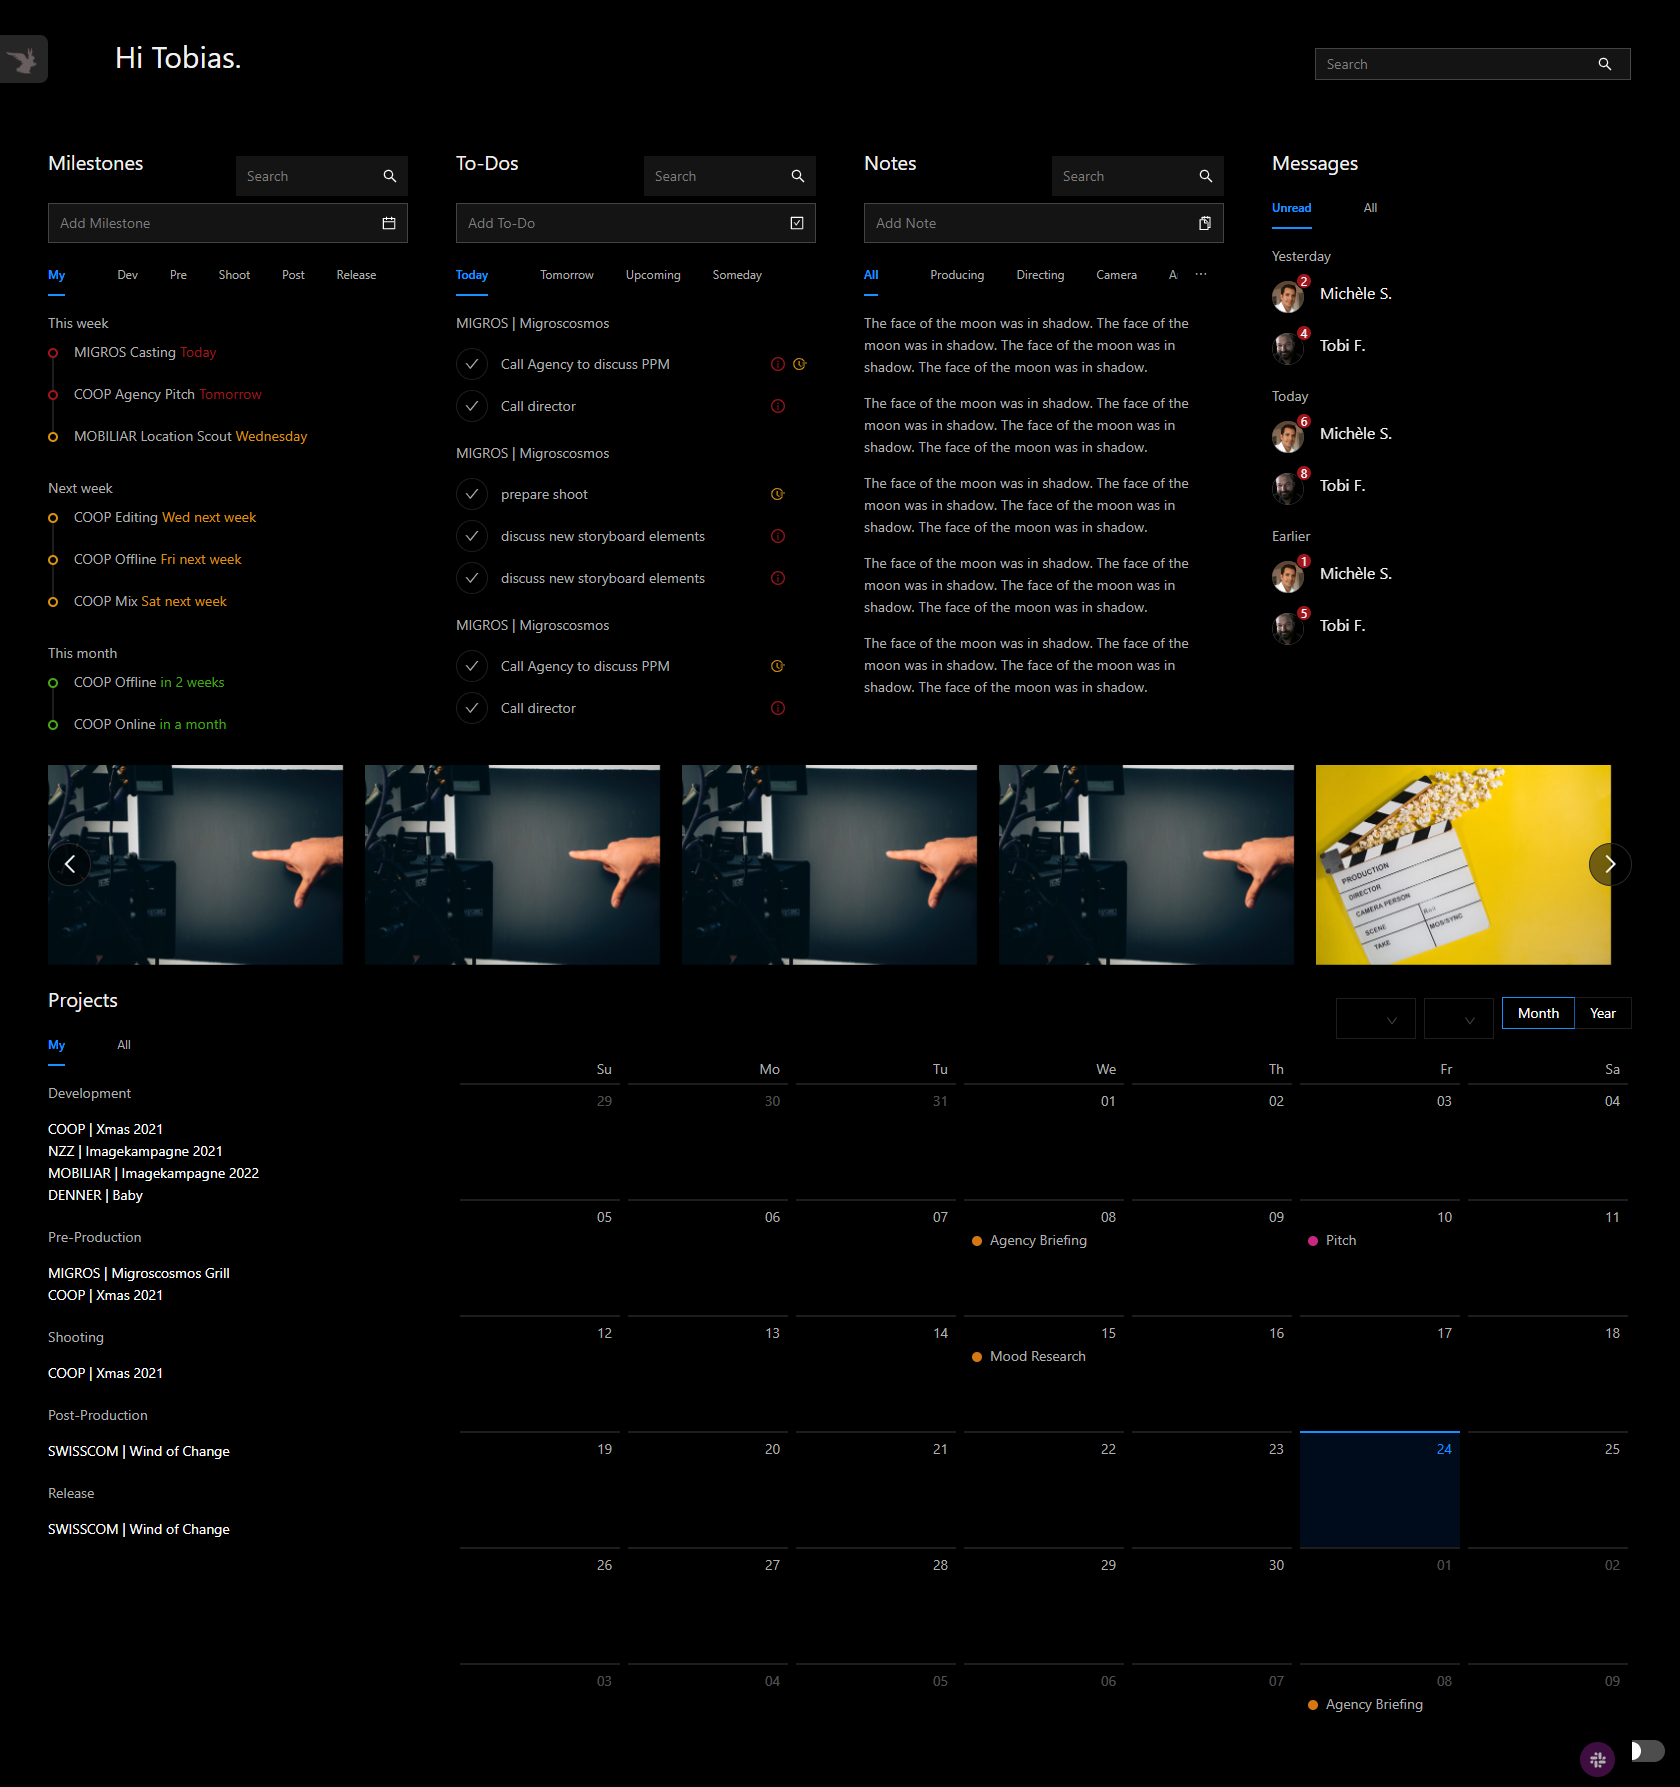 Hi Tobias.
Search
Milestones
Search
Add Milestone
My Dev Pre Shoot Post Release
This week
MIGROS Casting Today
COOP Agency Pitch Tomorrow
MOBILIAR Location Scout Wednesday
Next week
COOP Editing Wed next week
COOP Offline Fri next week
COOP Mix Sat next week
This month
COOP Offline in 2 weeks
COOP Online in a month
To-Dos
Search
Add To-Do
Today Tomorrow Upcoming Someday
MIGROS | Migroscosmos
Call Agency to discuss PPM
Call director
MIGROS | Migroscosmos
prepare shoot
discuss new storyboard elements
discuss new storyboard elements
MIGROS | Migroscosmos
Call Agency to discuss PPM
Call director
Notes
Search
Add Note
All Producing Directing Camera ···
The face of the moon was in shadow. The face of the
moon was in shadow. The face of the moon was in
shadow. The face of the moon was in shadow.
The face of the moon was in shadow. The face of the
moon was in shadow. The face of the moon was in
shadow. The face of the moon was in shadow.
The face of the moon was in shadow. The face of the
moon was in shadow. The face of the moon was in
shadow. The face of the moon was in shadow.
The face of the moon was in shadow. The face of the
moon was in shadow. The face of the moon was in
shadow. The face of the moon was in shadow.
The face of the moon was in shadow. The face of the
moon was in shadow. The face of the moon was in
shadow. The face of the moon was in shadow.
Messages
Unread All
Yesterday
2 Michèle S.
4 Tobi F.
Today
6 Michèle S.
8 Tobi F.
Earlier
1 Michèle S.
5 Tobi F.
PRODUCTION
DIRECTOR
CAMERA PERSON
SCENE
TAKE
Roll
MOS/SYNC
Projects
My All
Development
COOP | Xmas 2021
NZZ | Imagekampagne 2021
MOBILIAR | Imagekampagne 2022
DENNER | Baby
Pre-Production
MIGROS | Migroscosmos Grill
COOP | Xmas 2021
Shooting
COOP | Xmas 2021
Post-Production
SWISSCOM | Wind of Change
Release
SWISSCOM | Wind of Change
Month Year
Su Mo Tu We Th Fr Sa
29 30 31 01 02 03 04
05 06 07 08 09 10 11
Agency Briefing Pitch
12 13 14 15 16 17 18
Mood Research
19 20 21 22 23 24 25
26 27 28 29 30 01 02
03 04 05 06 07 08 09
Agency Briefing